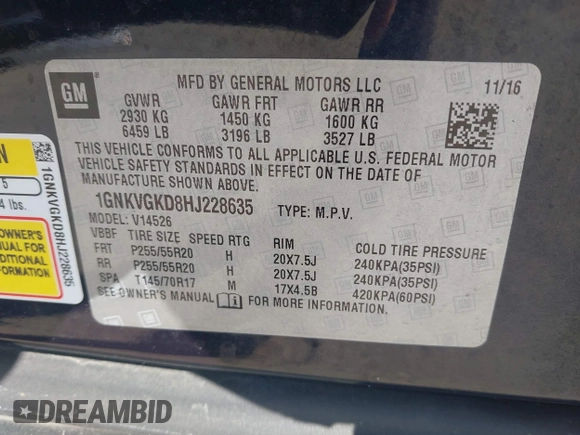 GM
MFD BY GENERAL MOTORS LLC
11/16
GVWR GAWR FRT GAWR RR
2930 KG 1450 KG 1600 KG
6459 LB 3196 LB 3527 LB
THIS VEHICLE CONFORMS TO ALL APPLICABLE U.S. FEDERAL MOTOR
VEHICLE SAFETY STANDARDS IN EFFECT ON THE DATE OF
MANUFACTURE SHOWN ABOVE.
1GNKVGKD8HJ228635 TYPE: M.P.V.
MODEL: V14526
VBBF TIRE SIZE SPEED RTG RIM COLD TIRE PRESSURE
FRT P255/55R20 H 20X7.5J 240KPA(35PSI)
RR P255/55R20 H 20X7.5J 240KPA(35PSI)
SPA T145/70R17 M 17X4.5B 420KPA(60PSI)
SEE OWNER'S MANUAL FOR MORE INFORMATION.
5
lbs.
OWNER'S
MANUAL FOR
ADDITIONAL
1GNKVGKD8HJ228635
DREAMBID